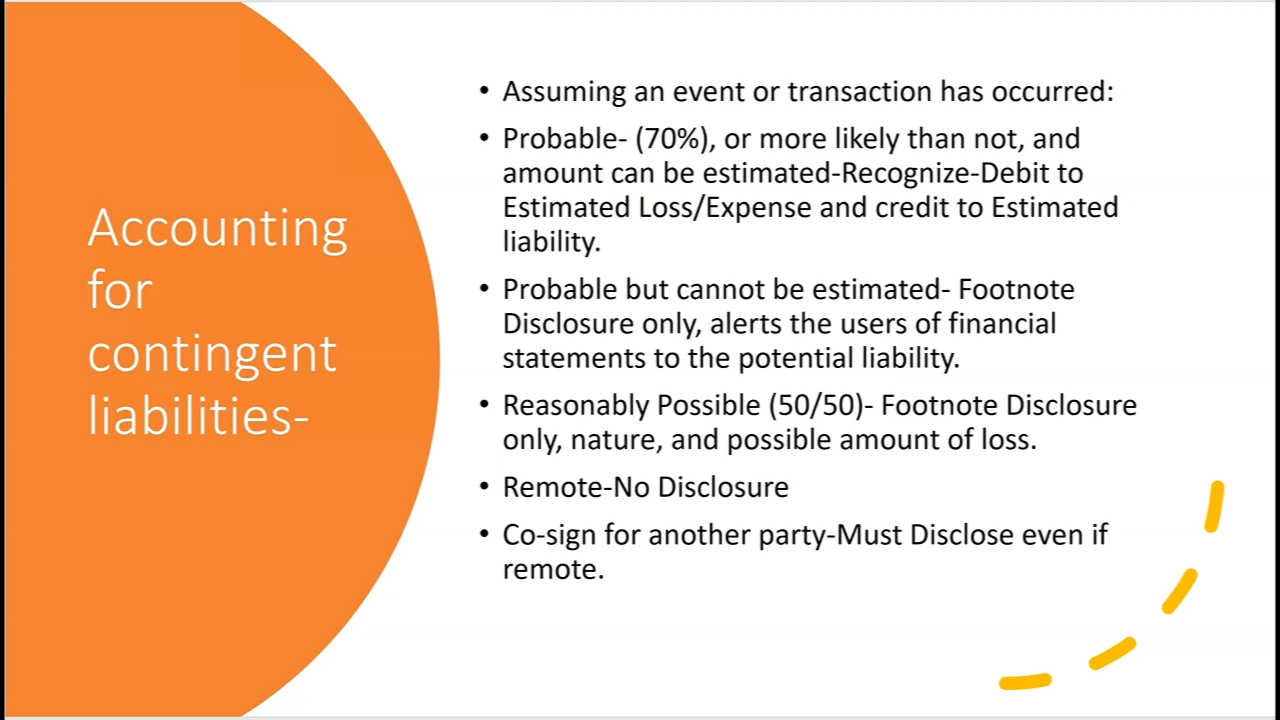 Accounting
for
contingent
liabilities-
• Assuming an event or transaction has occurred:
• Probable- (70%), or more likely than not, and
amount can be estimated-Recognize-Debit to
Estimated Loss/Expense and credit to Estimated
liability.
• Probable but cannot be estimated- Footnote
Disclosure only, alerts the users of financial
statements to the potential liability.
• Reasonably Possible (50/50)- Footnote Disclosure
only, nature, and possible amount of loss.
• Remote-No Disclosure
• Co-sign for another party-Must Disclose even if
remote.